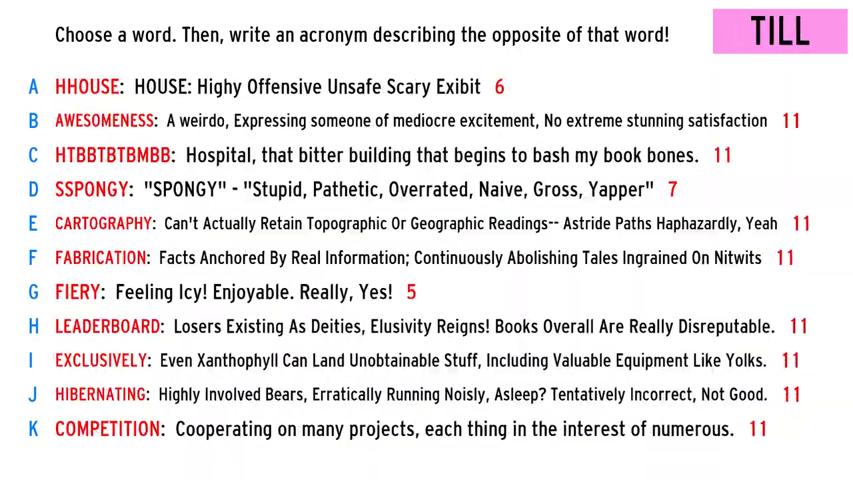 Choose a word. Then, write an acronym describing the opposite of that word!
TILL
A HHOUSE: HOUSE: Highy Offensive Unsafe Scary Exibit 6
B AWESOMENESS: A weirdo, Expressing someone of mediocre excitement, No extreme stunning satisfaction 11
C HTBBTBTBMBB: Hospital, that bitter building that begins to bash my book bones. 11
D SSPONGY: "SPONGY" - "Stupid, Pathetic, Overrated, Naive, Gross, Yapper" 7
E CARTOGRAPHY: Can't Actually Retain Topographic Or Geographic Readings-- Astride Paths Haphazardly, Yeah 11
F FABRICATION: Facts Anchored By Real Information; Continuously Abolishing Tales Ingrained On Nitwits 11
G FIERY: Feeling Icy! Enjoyable. Really, Yes! 5
H LEADERBOARD: Losers Existing As Deities, Elusivity Reigns! Books Overall Are Really Disreputable. 11
I EXCLUSIVELY: Even Xanthophyll Can Land Unobtainable Stuff, Including Valuable Equipment Like Yolks. 11
J HIBERNATING: Highly Involved Bears, Erratically Running Noisly, Asleep? Tentatively Incorrect, Not Good. 11
K COMPETITION: Cooperating on many projects, each thing in the interest of numerous. 11